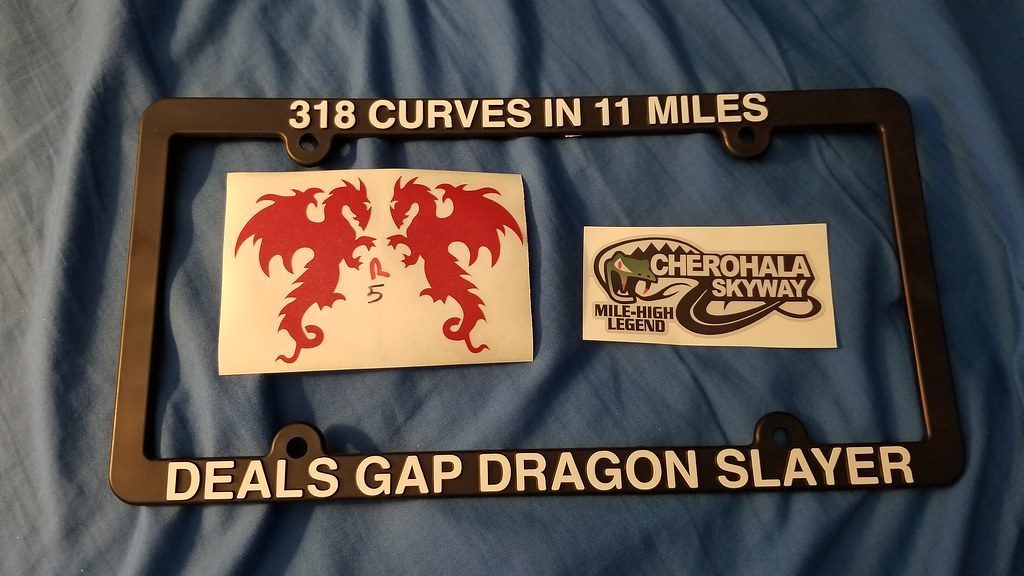 318 CURVES IN 11 MILES
R
5
CHEROHALA
SKYWAY
MILE-HIGH
LEGEND
DEALS GAP DRAGON SLAYER